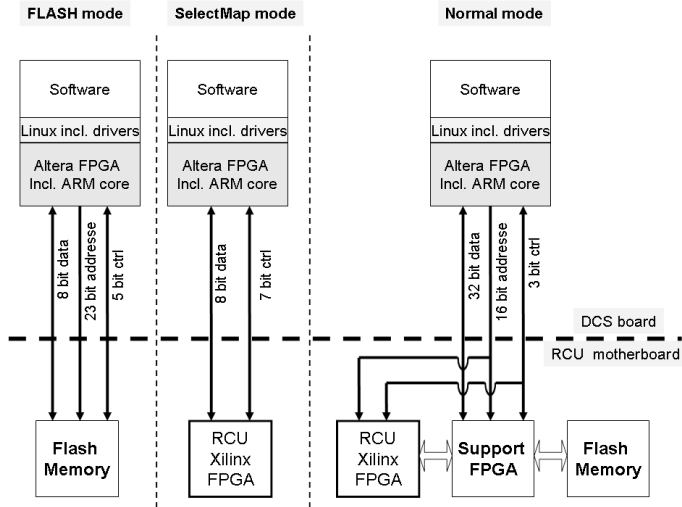 FLASH mode
SelectMap mode
Normal mode
Software
Linux incl. drivers
Altera FPGA
Incl. ARM core
8 bit data
23 bit addresse
5 bit ctrl
Flash
Memory
Software
Linux incl. drivers
Altera FPGA
Incl. ARM core
8 bit data
7 bit ctrl
RCU
Xilinx
FPGA
Software
Linux incl. drivers
Altera FPGA
Incl. ARM core
32 bit data
16 bit addresse
3 bit ctrl
DCS board
RCU motherboard
RCU
Xilinx
FPGA
Support
FPGA
Flash
Memory